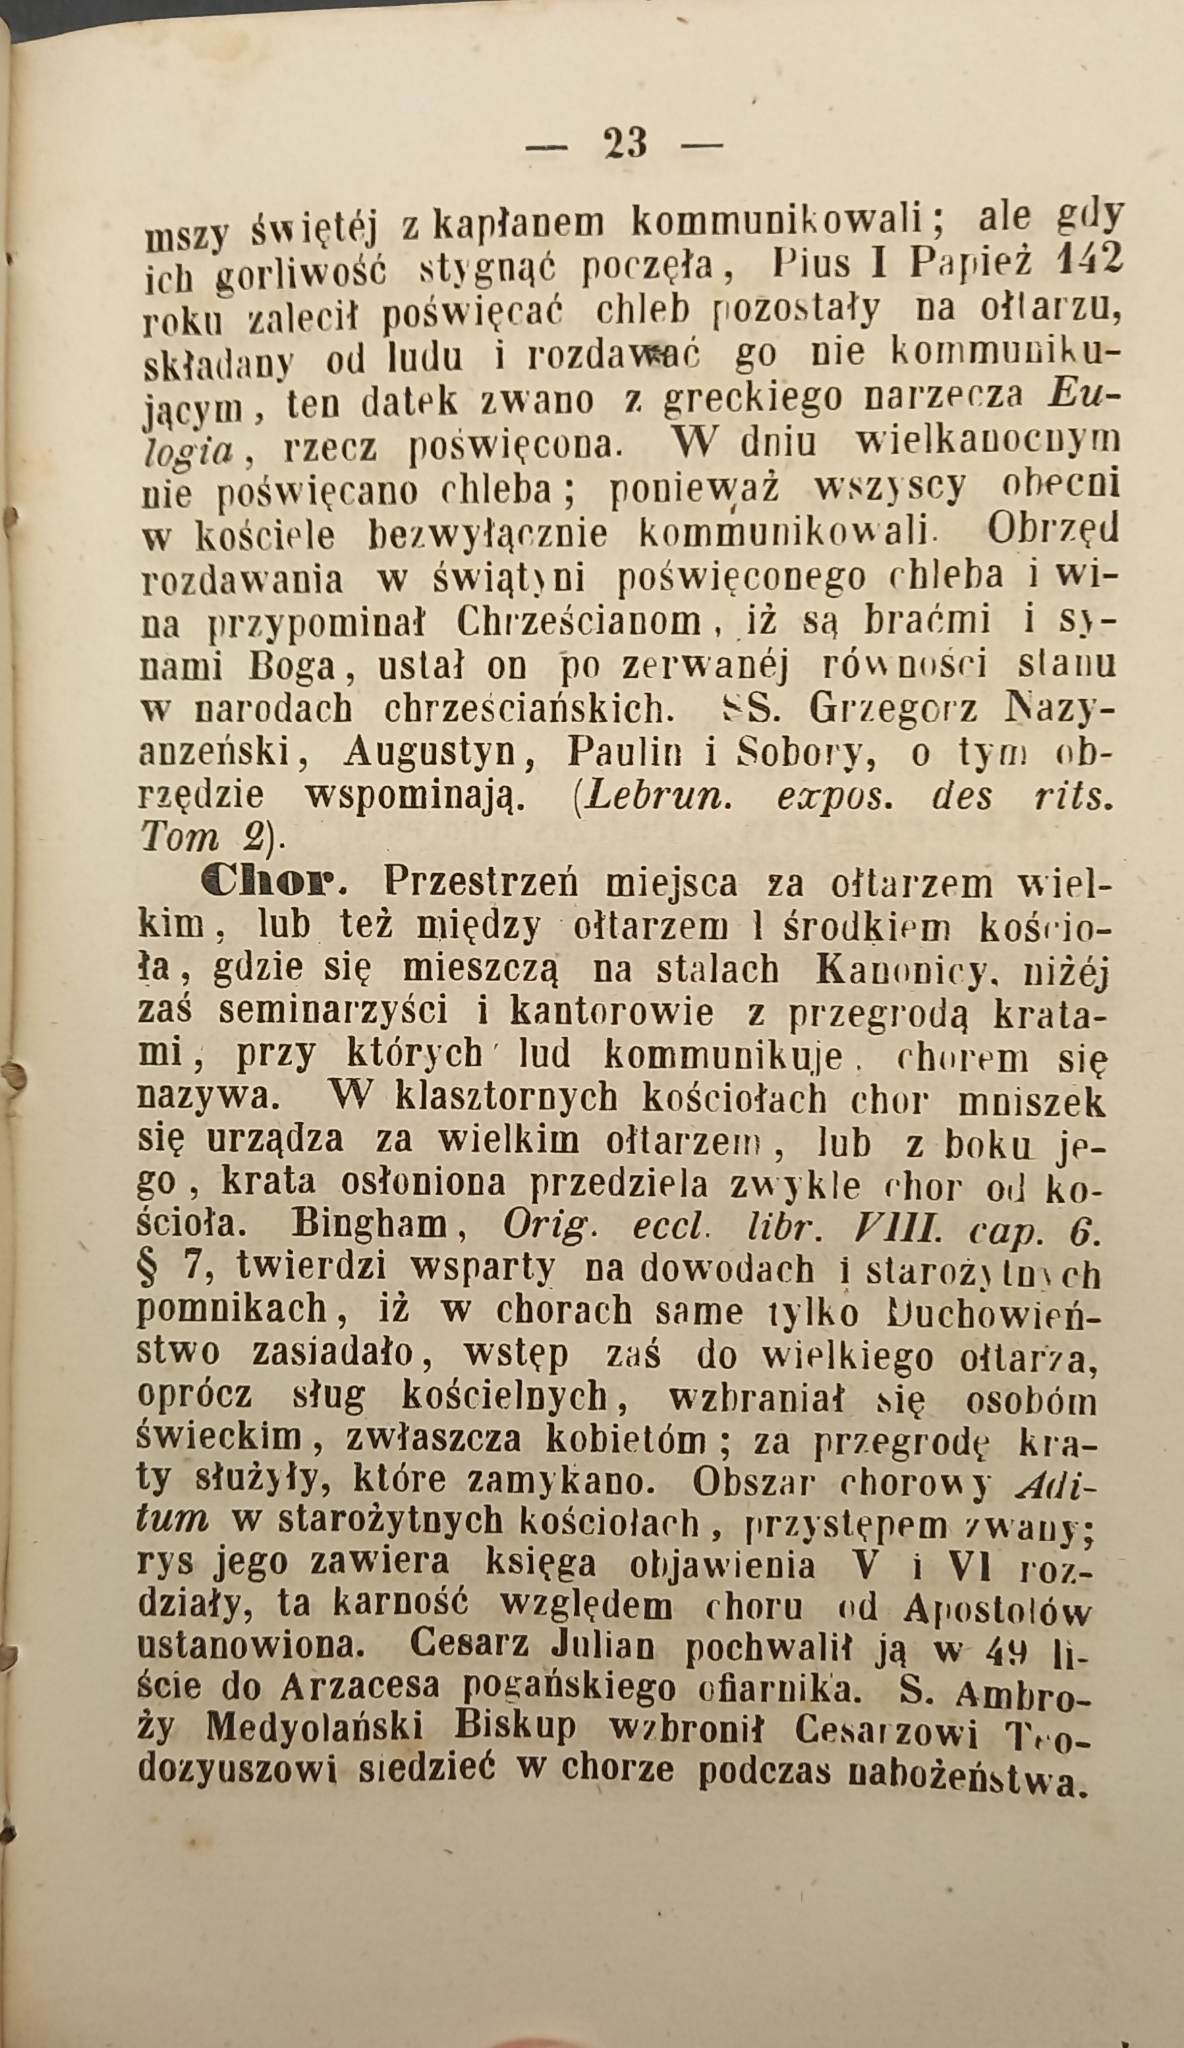 — 23 —
mszy świętéj z kapłanem kommunikowali; ale gdy
ich gorliwość stygnąć poczęła, Pius I Papież 142
roku zalecił poświęcać chleb pozostały na ołtarzu,
składany od ludu i rozdawać go nie kommuniku-
jącym, ten datek zwano z greckiego narzecza Eu-
logia, rzecz poświęcona. W dniu wielkanocnym
nie poświęcano chleba; ponieważ wszyscy obecni
w kościele bezwyłącznie kommunikowali. Obrzęd
rozdawania w świątyni poświęconego chleba i wi-
na przypominał Chrześcianom, iż są braćmi i sy-
nami Boga, ustał on po zerwanéj równości stanu
w narodach chrześciańskich. SS. Grzegorz Nazy-
anzeński, Augustyn, Paulin i Sobory, o tym ob-
rzędzie wspominają. (Lebrun. expos. des rits.
Tom 2).
Chor. Przestrzeń miejsca za ołtarzem wiel-
kim, lub też między ołtarzem l środkiem kościo-
ła, gdzie się mieszczą na stalach Kanonicy, niżéj
zaś seminarzyści i kantorowie z przegrodą krata-
mi, przy których lud kommunikuje, chorem się
nazywa. W klasztornych kościołach chor mniszek
się urządza za wielkim ołtarzem, lub z boku je-
go, krata osłoniona przedziela zwykle chor od ko-
ścioła. Bingham, Orig. eccl. libr. VIII. cap. 6.
§ 7, twierdzi wsparty na dowodach i starożytnych
pomnikach, iż w chorach same tylko Duchowień-
stwo zasiadało, wstęp zaś do wielkiego ołtarza,
oprócz sług kościelnych, wzbraniał się osobóm
świeckim, zwłaszcza kobietóm; za przegrodę kra-
ty służyły, które zamykano. Obszar chorowy Adi-
tum w starożytnych kościołach, przystępem zwany;
rys jego zawiera księga objawienia V i VI roz-
działy, ta karność względem choru od Apostolów
ustanowiona. Cesarz Julian pochwalił ją w 49 li-
ście do Arzacesa pogańskiego ofiarnika. S. Ambro-
ży Medyolański Biskup wzbronił Cesarzowi Teo-
dozyuszowi siedzieć w chorze podczas nabożeństwa.